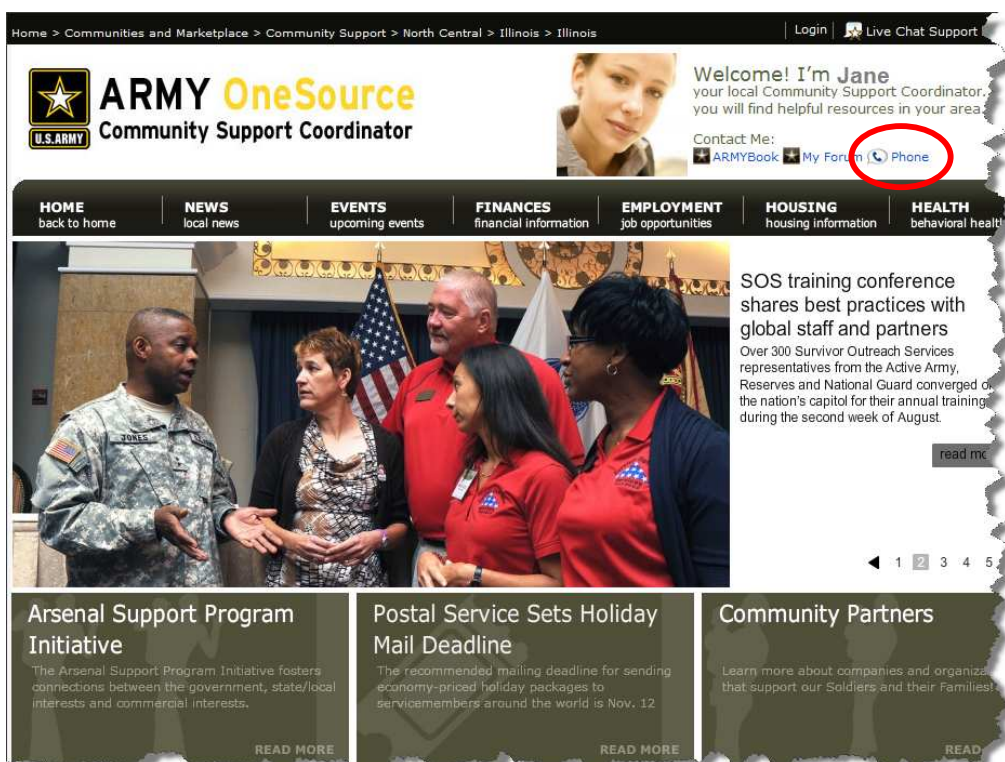 Home > Communities and Marketplace > Community Support > North Central > Illinois > Illinois
Login
Live Chat Support
U.S.ARMY
ARMY OneSource
Community Support Coordinator
Welcome! I'm Jane
your local Community Support Coordinator.
you will find helpful resources in your area.
Contact Me:
ARMYBook My Forum Phone
HOME
back to home
NEWS
local news
EVENTS
upcoming events
FINANCES
financial information
EMPLOYMENT
job opportunities
HOUSING
housing information
HEALTH
behavioral healt
JONES
SOS training conference
shares best practices with
global staff and partners
Over 300 Survivor Outreach Services
representatives from the Active Army,
Reserves and National Guard converged o
the nation's capitol for their annual training
during the second week of August.
read mo
1 2 3 4 5
Arsenal Support Program
Initiative
The Arsenal Support Program Initiative fosters
connections between the government, state/local
interests and commercial interests.
READ MORE
Postal Service Sets Holiday
Mail Deadline
The recommended mailing deadline for sending
economy-priced holiday packages to
servicemembers around the world is Nov. 12
READ MORE
Community Partners
Learn more about companies and organiza
that support our Soldiers and their Families!
READ